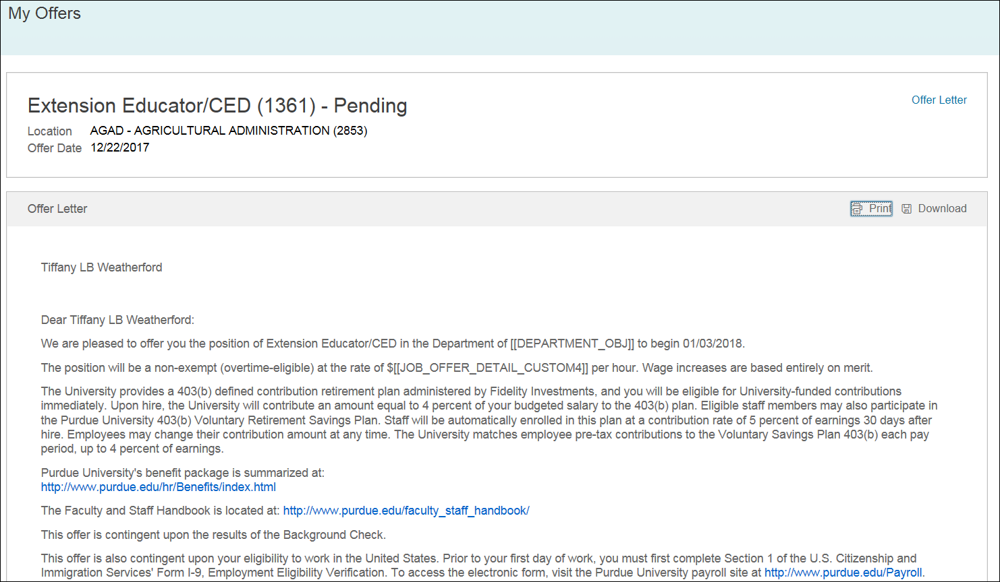 My Offers
Extension Educator/CED (1361) - Pending
Offer Letter
Location AGAD - AGRICULTURAL ADMINISTRATION (2853)
Offer Date 12/22/2017
Offer Letter
Print Download
Tiffany LB Weatherford
Dear Tiffany LB Weatherford:
We are pleased to offer you the position of Extension Educator/CED in the Department of [[DEPARTMENT_OBJ]] to begin 01/03/2018.
The position will be a non-exempt (overtime-eligible) at the rate of $[[JOB_OFFER_DETAIL_CUSTOM4]] per hour. Wage increases are based entirely on merit.
The University provides a 403(b) defined contribution retirement plan administered by Fidelity Investments, and you will be eligible for University-funded contributions
immediately. Upon hire, the University will contribute an amount equal to 4 percent of your budgeted salary to the 403(b) plan. Eligible staff members may also participate in
the Purdue University 403(b) Voluntary Retirement Savings Plan. Staff will be automatically enrolled in this plan at a contribution rate of 5 percent of earnings 30 days after
hire. Employees may change their contribution amount at any time. The University matches employee pre-tax contributions to the Voluntary Savings Plan 403(b) each pay
period, up to 4 percent of earnings.
Purdue University's benefit package is summarized at:
http://www.purdue.edu/hr/Benefits/index.html
The Faculty and Staff Handbook is located at: http://www.purdue.edu/faculty_staff_handbook/
This offer is contingent upon the results of the Background Check.
This offer is also contingent upon your eligibility to work in the United States. Prior to your first day of work, you must first complete Section 1 of the U.S. Citizenship and
Immigration Services' Form I-9, Employment Eligibility Verification. To access the electronic form, visit the Purdue University payroll site at http://www.purdue.edu/Payroll.